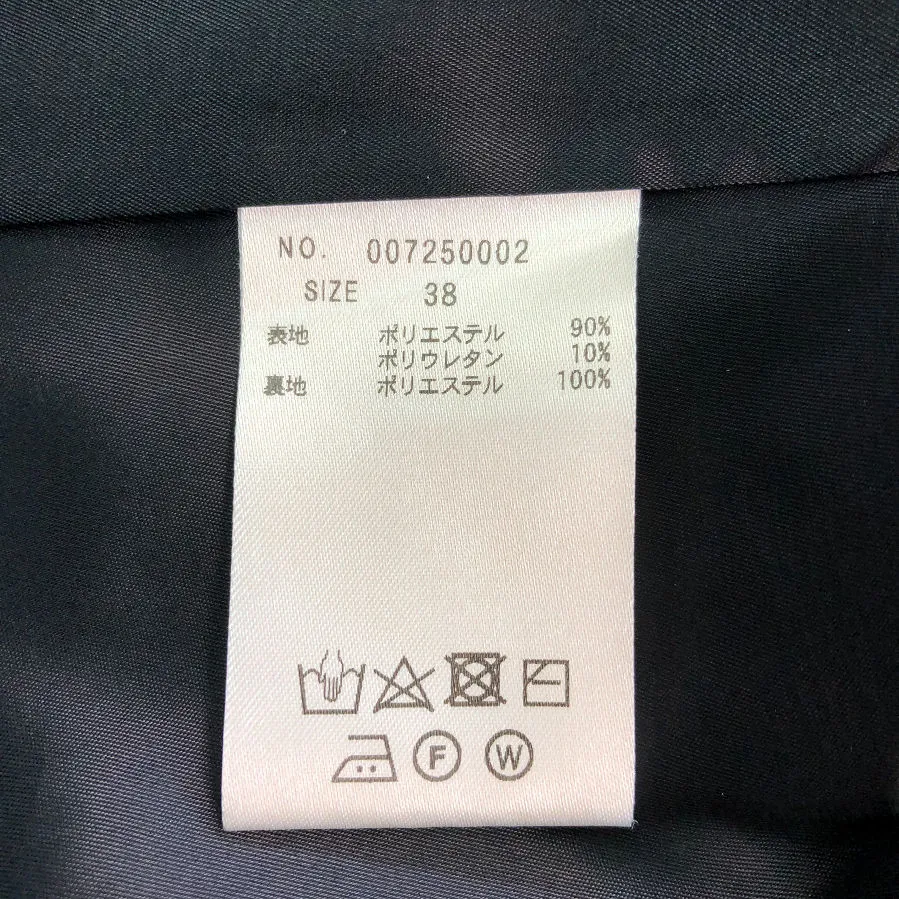 NO. 007250002
SIZE 38
表地 ポリエステル 90%
ポリウレタン 10%
裏地 ポリエステル 100%
F W